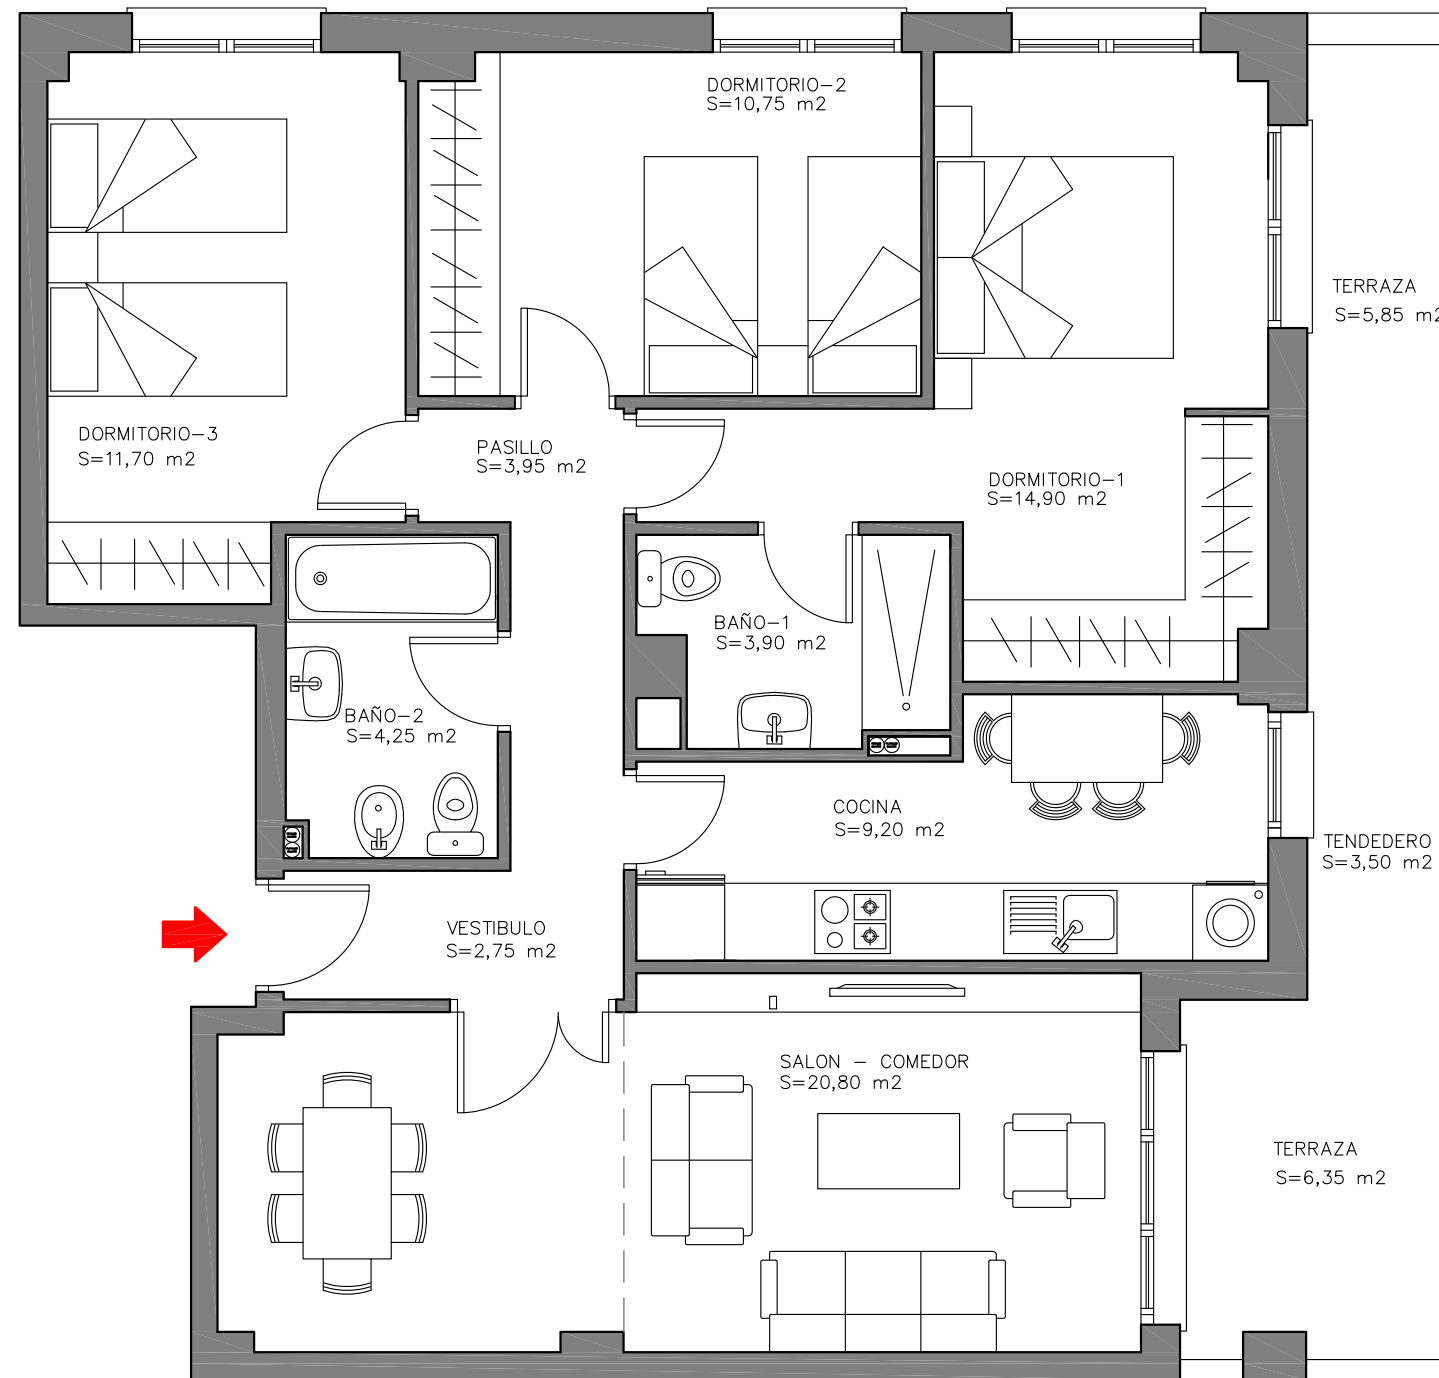 DORMITORIO-2
S=10,75 m2
TERRAZA
S=5,85 m2
DORMITORIO-3
S=11,70 m2
PASILLO
S=3,95 m2
DORMITORIO-1
S=14,90 m2
BAÑO-1
S=3,90 m2
BAÑO-2
S=4,25 m2
COCINA
S=9,20 m2
TENDEDERO
S=3,50 m2
VESTIBULO
S=2,75 m2
SALON - COMEDOR
S=20,80 m2
TERRAZA
S=6,35 m2